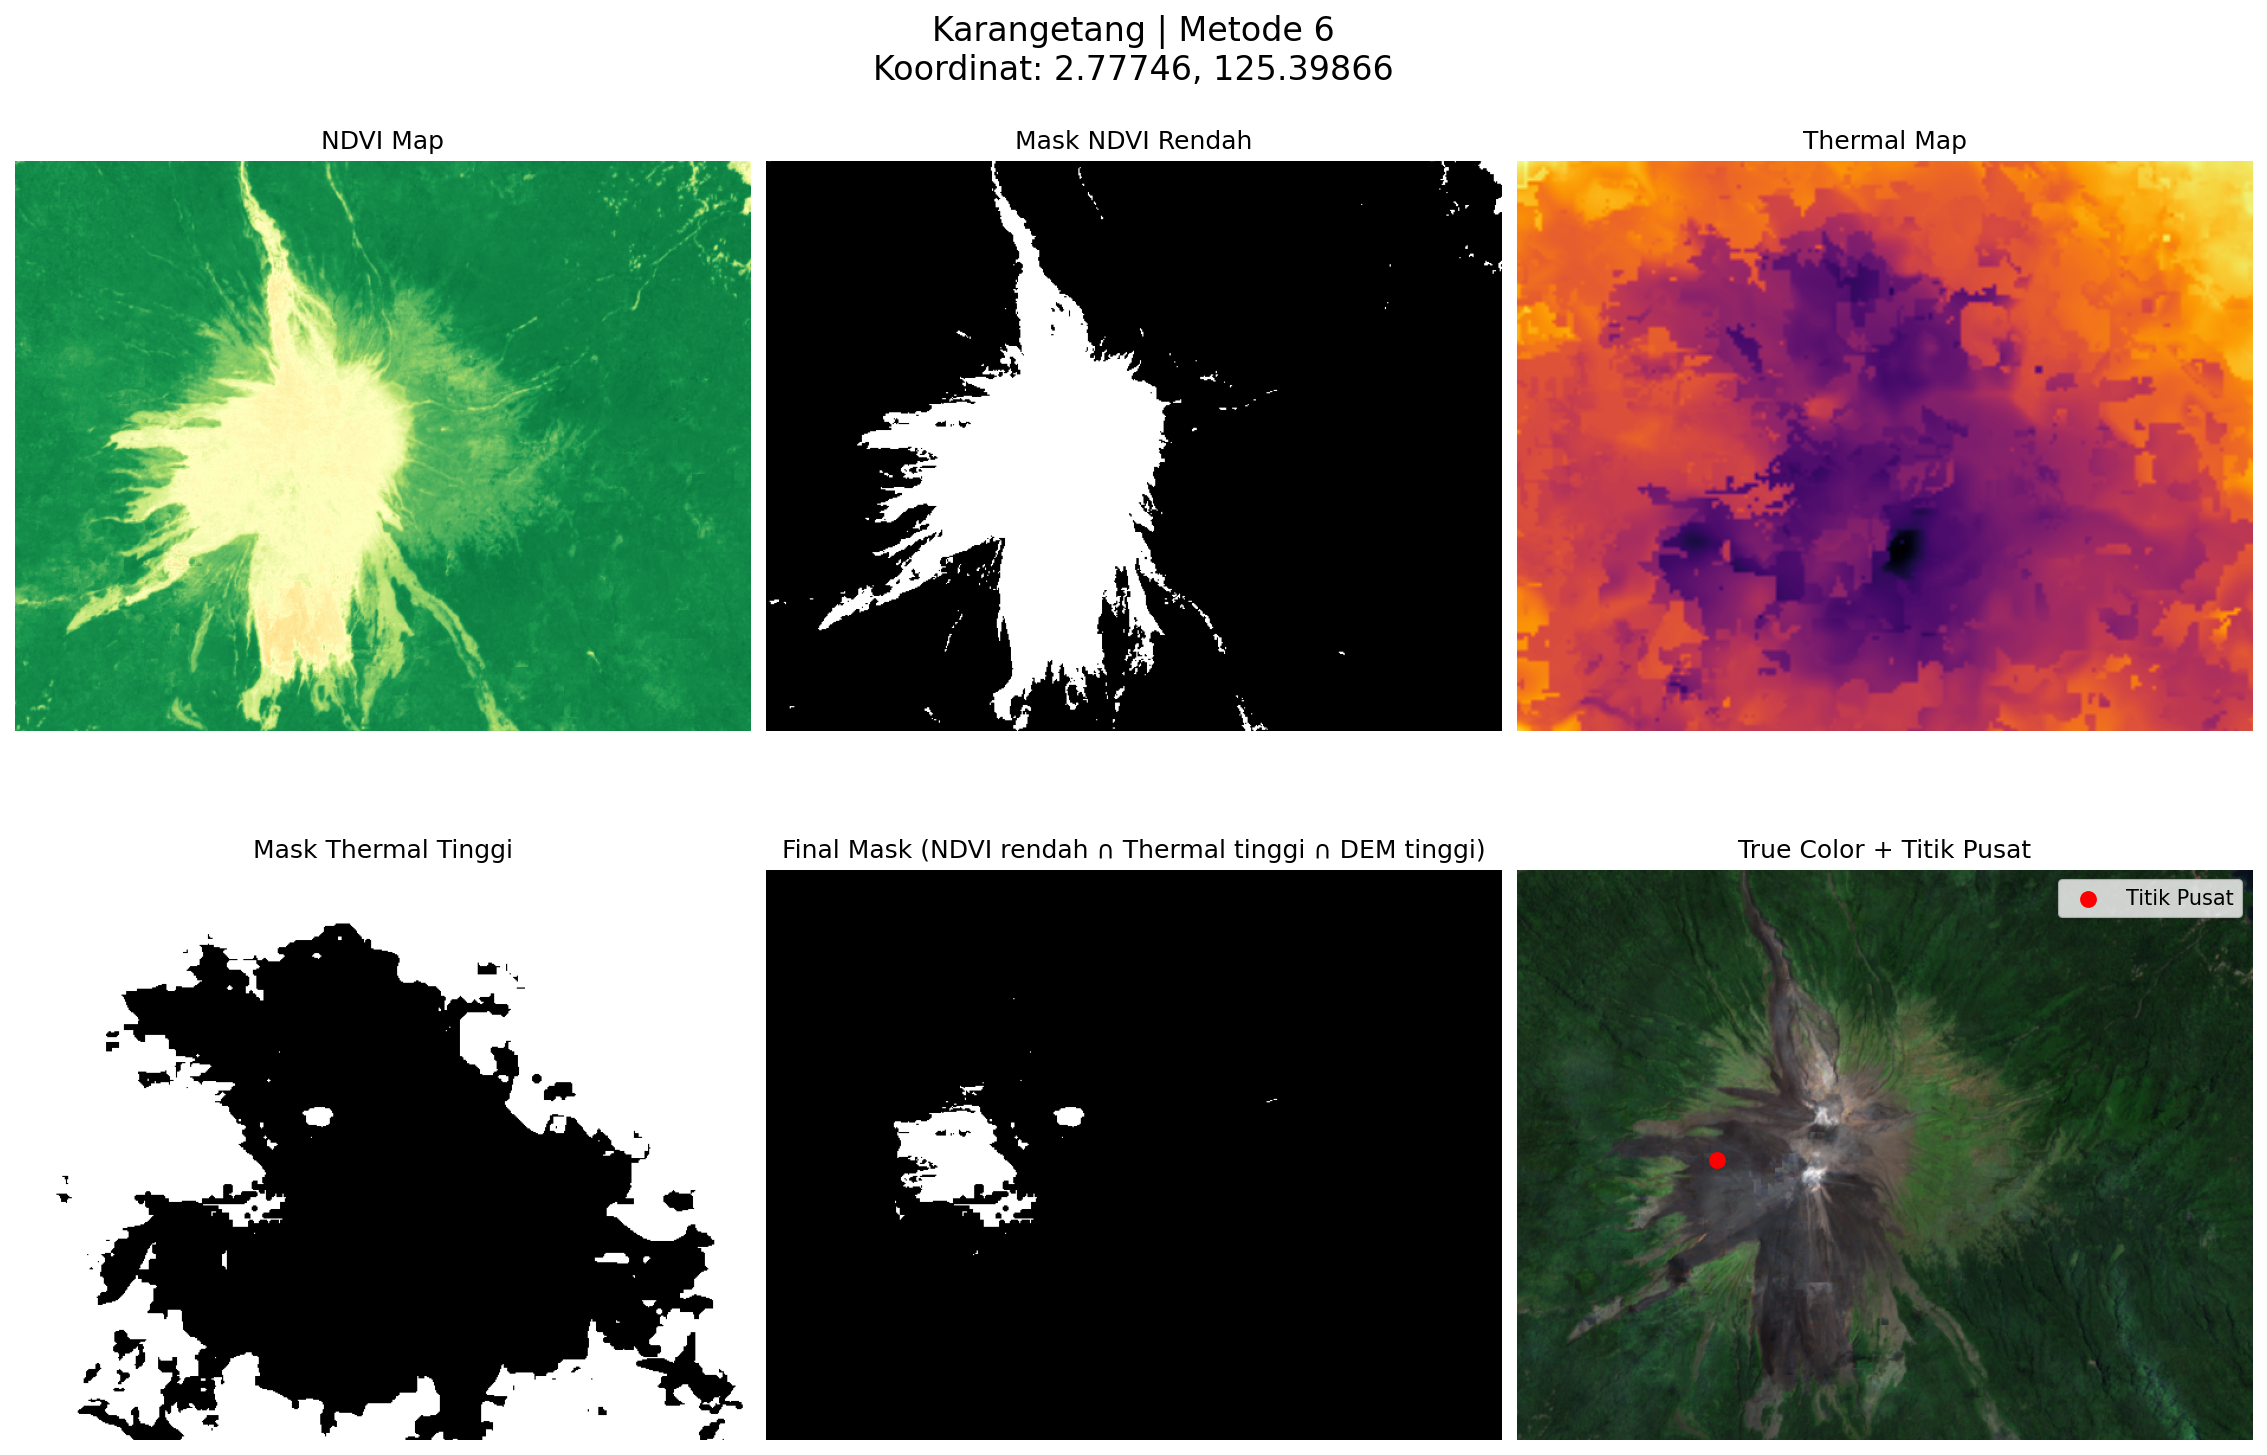 Karangetang | Metode 6
Koordinat: 2.77746, 125.39866
NDVI Map
Mask NDVI Rendah
Thermal Map
Mask Thermal Tinggi
Final Mask (NDVI rendah ∩ Thermal tinggi ∩ DEM tinggi)
True Color + Titik Pusat
Titik Pusat